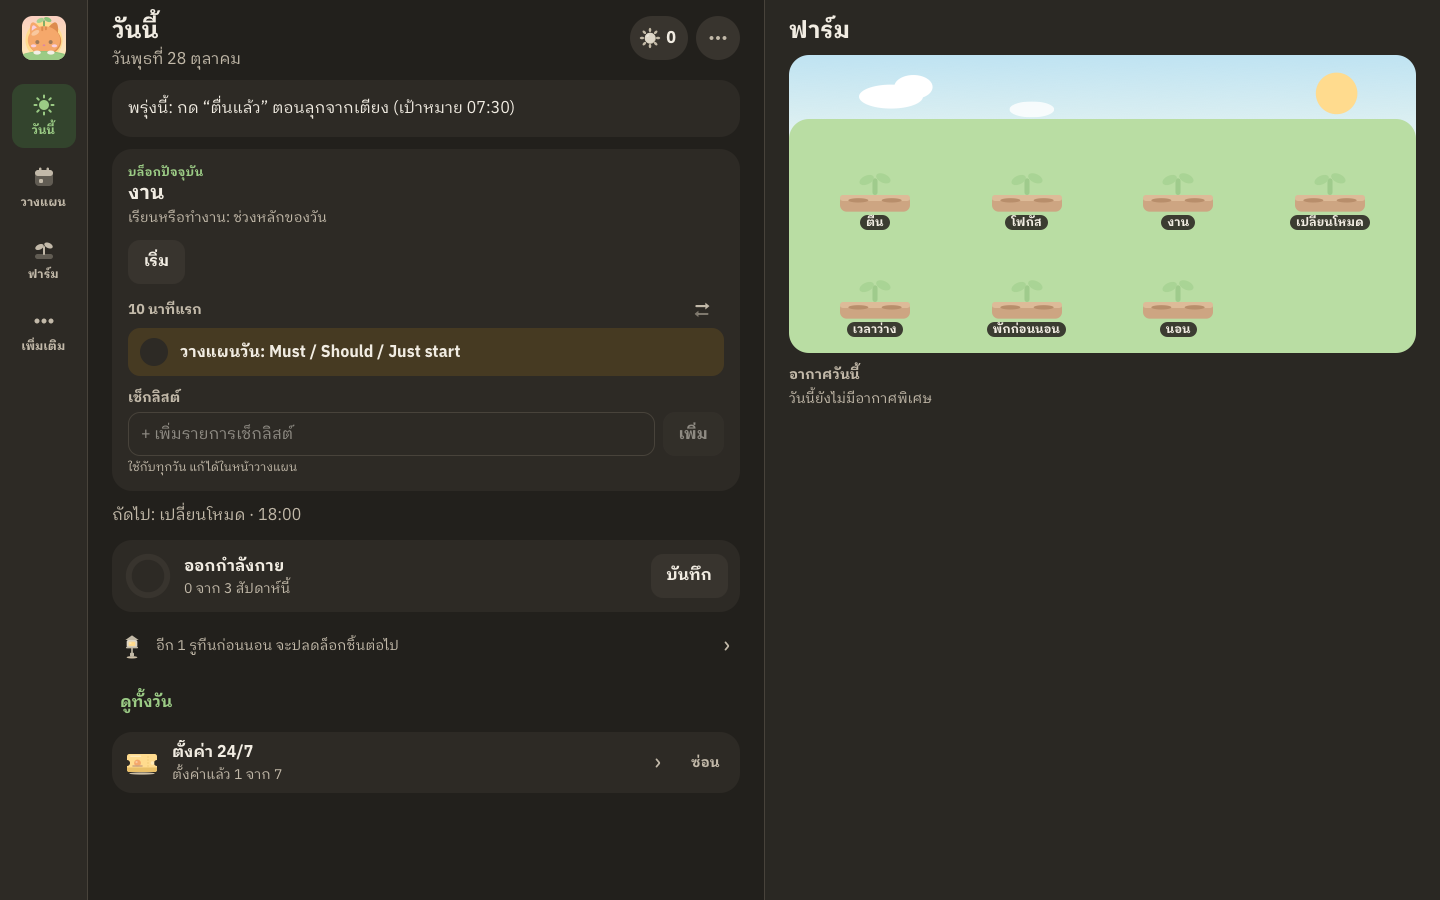 วันนี้
วางแผน
ฟาร์ม
เพิ่มเติม
วันนี้
วันพุธที่ 28 ตุลาคม
0
พรุ่งนี้: กด “ตื่นแล้ว” ตอนลุกจากเตียง (เป้าหมาย 07:30)
บล็อกปัจจุบัน
งาน
เรียนหรือทำงาน: ช่วงหลักของวัน
เริ่ม
10 นาทีแรก
วางแผนวัน: Must / Should / Just start
เช็กลิสต์
+ เพิ่มรายการเช็กลิสต์
เพิ่ม
ใช้กับทุกวัน แก้ได้ในหน้าวางแผน
ถัดไป: เปลี่ยนโหมด · 18:00
ออกกำลังกาย
0 จาก 3 สัปดาห์นี้
บันทึก
อีก 1 รูทีนก่อนนอน จะปลดล็อกชิ้นต่อไป
ดูทั้งวัน
ตั้งค่า 24/7
ตั้งค่าแล้ว 1 จาก 7
ซ่อน
ฟาร์ม
ตื่น
โฟกัส
งาน
เปลี่ยนโหมด
เวลาว่าง
พักก่อนนอน
นอน
อากาศวันนี้
วันนี้ยังไม่มีอากาศพิเศษ